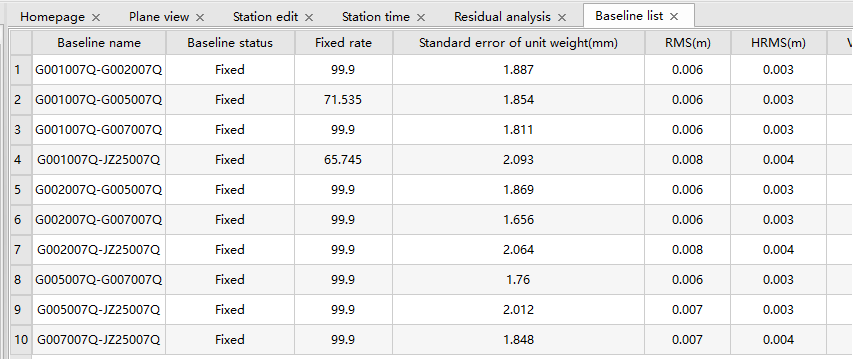 Homepage × Plane view × Station edit × Station time × Residual analysis × Baseline list ×
Baseline name Baseline status Fixed rate Standard error of unit weight(mm) RMS(m) HRMS(m) V
1 G001007Q-G002007Q Fixed 99.9 1.887 0.006 0.003
2 G001007Q-G005007Q Fixed 71.535 1.854 0.006 0.003
3 G001007Q-G007007Q Fixed 99.9 1.811 0.006 0.003
4 G001007Q-JZ25007Q Fixed 65.745 2.093 0.008 0.004
5 G002007Q-G005007Q Fixed 99.9 1.869 0.006 0.003
6 G002007Q-G007007Q Fixed 99.9 1.656 0.006 0.003
7 G002007Q-JZ25007Q Fixed 99.9 2.064 0.008 0.004
8 G005007Q-G007007Q Fixed 99.9 1.76 0.006 0.003
9 G005007Q-JZ25007Q Fixed 99.9 2.012 0.007 0.003
10 G007007Q-JZ25007Q Fixed 99.9 1.848 0.007 0.004